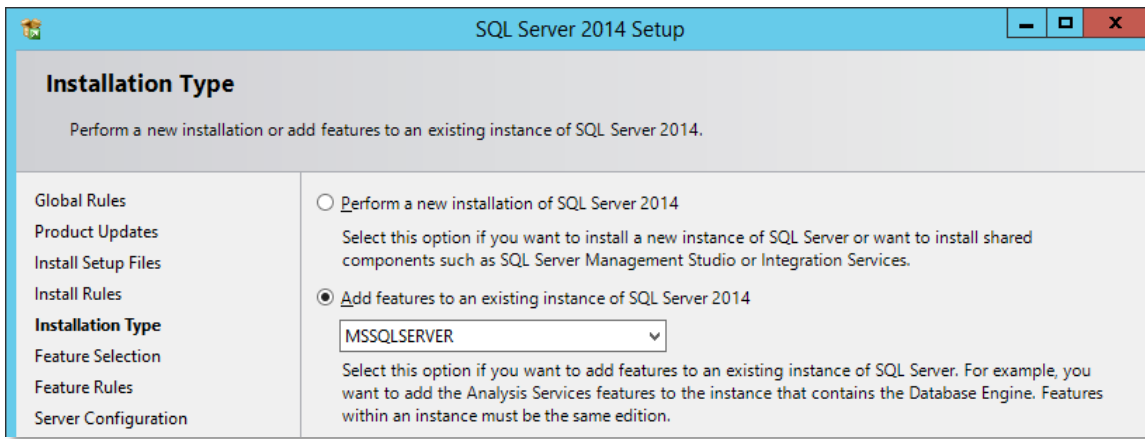 SQL Server 2014 Setup
Installation Type
Perform a new installation or add features to an existing instance of SQL Server 2014.
Global Rules
Product Updates
Install Setup Files
Install Rules
Installation Type
Feature Selection
Feature Rules
Server Configuration
Perform a new installation of SQL Server 2014
Select this option if you want to install a new instance of SQL Server or want to install shared
components such as SQL Server Management Studio or Integration Services.
Add features to an existing instance of SQL Server 2014
MSSQLSERVER
Select this option if you want to add features to an existing instance of SQL Server. For example, you
want to add the Analysis Services features to the instance that contains the Database Engine. Features
within an instance must be the same edition.